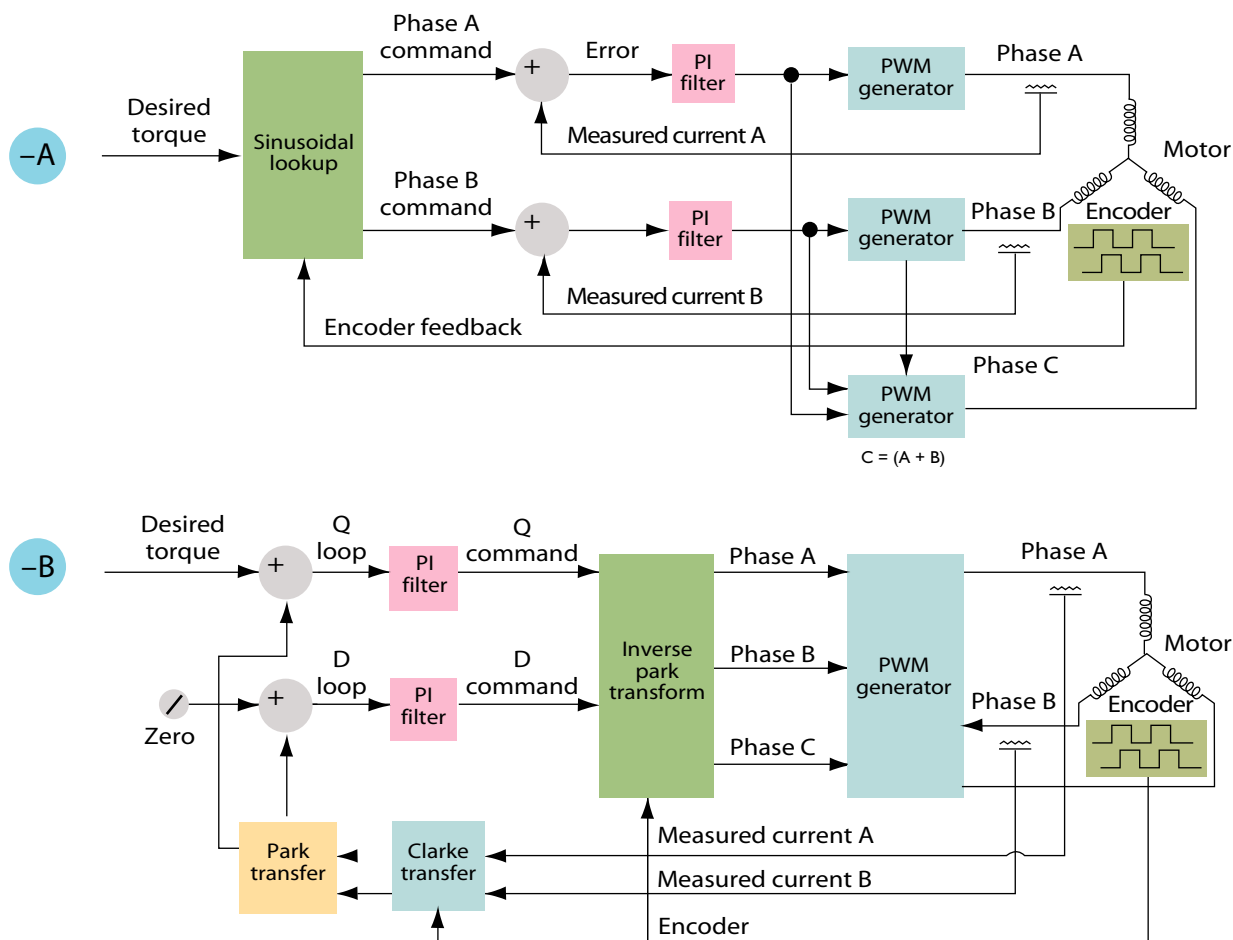 –A
Desired
torque
Sinusoidal
lookup
Phase A
command
+
Error
PI
filter
PWM
generator
Phase A
Measured current A
Phase B
command
+
PI
filter
PWM
generator
Phase B
Motor
Encoder
Measured current B
Encoder feedback
Phase C
PWM
generator
C = (A + B)
–B
Desired
torque
+
Q
loop
PI
filter
Q
command
Inverse
park
transform
Phase A
Phase B
Phase C
PWM
generator
Phase A
Motor
Phase B
Encoder
Zero
+
D
loop
PI
filter
D
command
Park
transfer
Clarke
transfer
Measured current A
Measured current B
Encoder